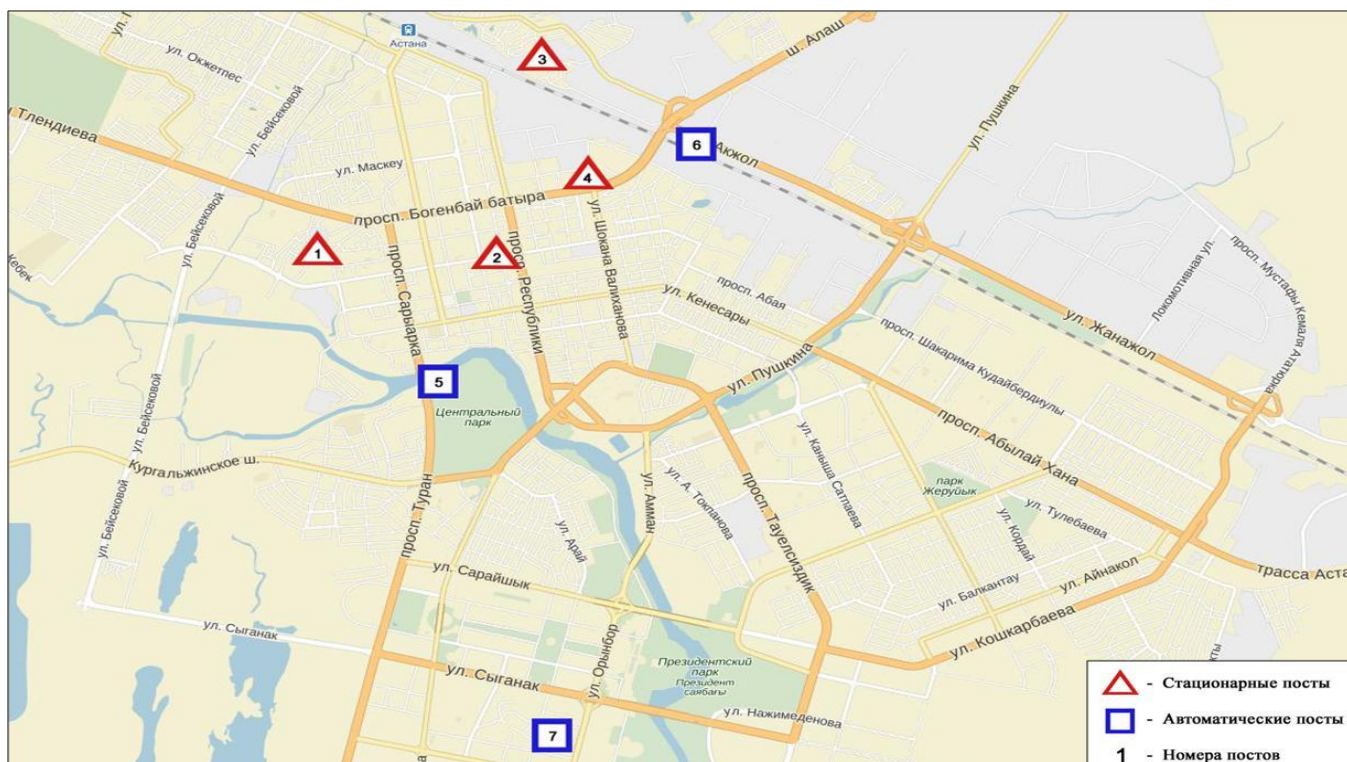 Астана
3
ш. Алаш
ул. Окжетпес
ул. Бейсековой
ул. Пушкина
Тлендиева
6
Акжол
ул. Маскеу
4
просп. Богенбай батыра
ул. Бейсековой
1
2
просп. Республики
ул. Шокана Валиханова
Кебек
просп. Сарыарка
просп. Абая
ул. Кенесары
Локомотивная ул.
просп. Мустафы Кемаля Ататюрка
ул. Жанажол
ул. Пушкина
просп. Шакарима Кудайбердиулы
5
Центральный
парк
ул. Бейсековой
Кургальжинское ш.
просп. Абылай Хана
ул. Каныша Сатпаева
парк
Жеруйык
ул. Бейсековой
просп. Туран
ул. Амман
ул. А. Токпанова
просп. Тауелсиздик
ул. Тулебаева
ул. Кордай
ул. Арай
ул. Сарайшык
ул. Балкантау
ул. Айнакол
трасса Аста
ул. Сыганак
ул. Орынбор
ул. Кошкарбаева
Президентский
парк
Президент
саябағы
ул. Сыганак
ул. Нажимеденова
7
- Стационарные посты
- Автоматические посты
1 - Номера постов